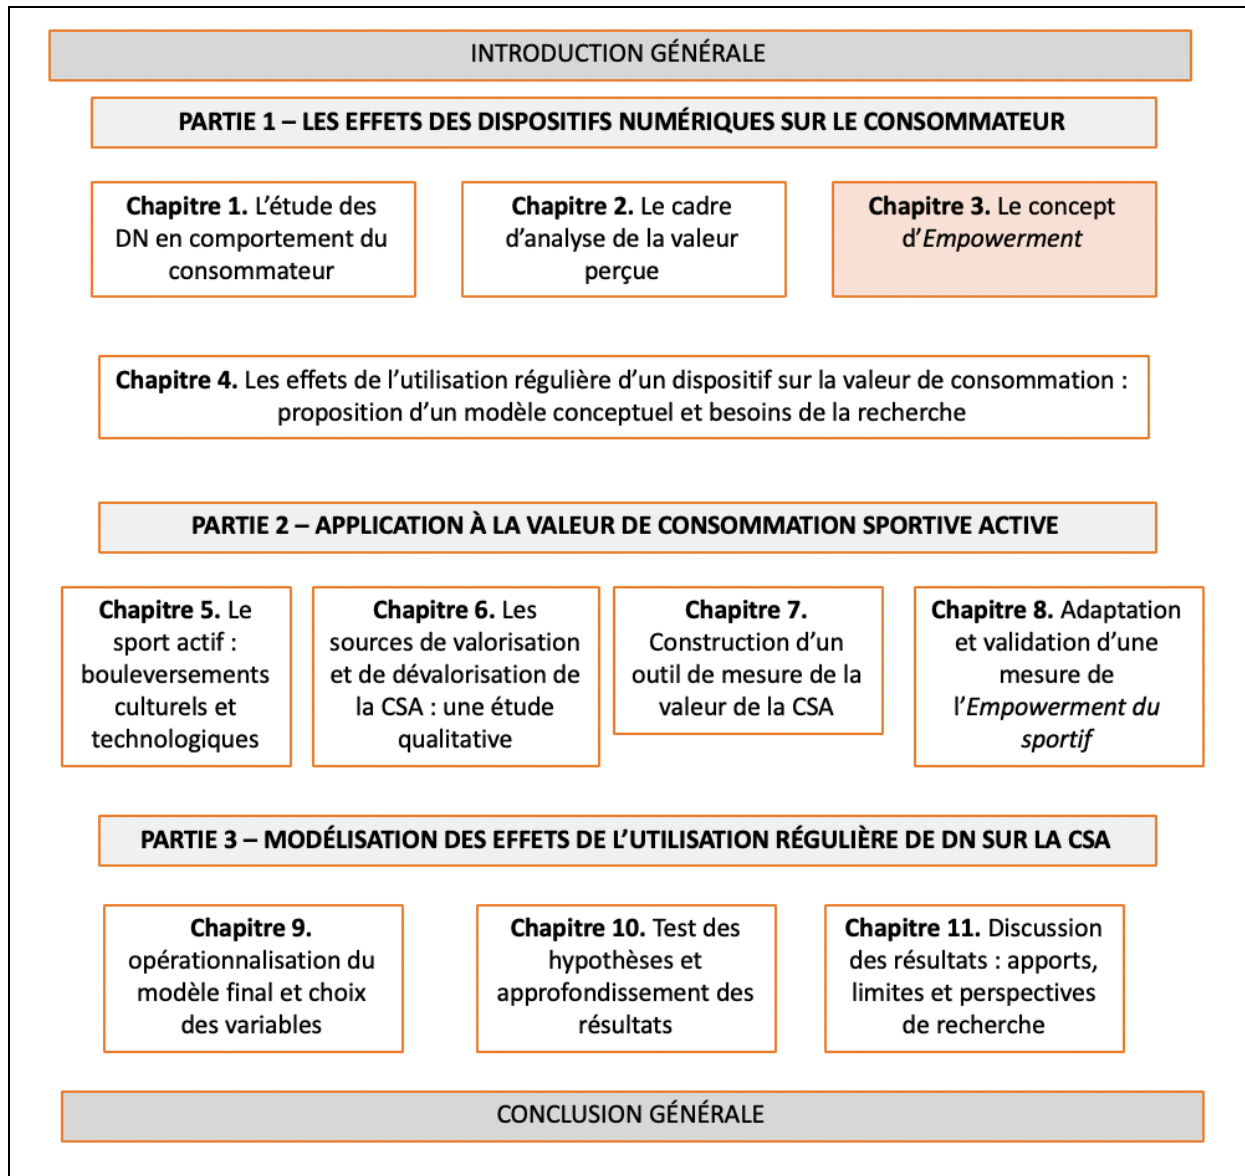 INTRODUCTION GÉNÉRALE
PARTIE 1 – LES EFFETS DES DISPOSITIFS NUMÉRIQUES SUR LE CONSOMMATEUR
Chapitre 1. L’étude des
DN en comportement du
consommateur
Chapitre 2. Le cadre
d’analyse de la valeur
perçue
Chapitre 3. Le concept
d’Empowerment
Chapitre 4. Les effets de l’utilisation régulière d’un dispositif sur la valeur de consommation :
proposition d’un modèle conceptuel et besoins de la recherche
PARTIE 2 – APPLICATION À LA VALEUR DE CONSOMMATION SPORTIVE ACTIVE
Chapitre 5. Le
sport actif :
bouleversements
culturels et
technologiques
Chapitre 6. Les
sources de valorisation
et de dévalorisation de
la CSA : une étude
qualitative
Chapitre 7.
Construction d’un
outil de mesure de la
valeur de la CSA
Chapitre 8. Adaptation
et validation d’une
mesure de
l’Empowerment du
sportif
PARTIE 3 – MODÉLISATION DES EFFETS DE L’UTILISATION RÉGULIÈRE DE DN SUR LA CSA
Chapitre 9.
opérationnalisation du
modèle final et choix
des variables
Chapitre 10. Test des
hypothèses et
approfondissement des
résultats
Chapitre 11. Discussion
des résultats : apports,
limites et perspectives
de recherche
CONCLUSION GÉNÉRALE